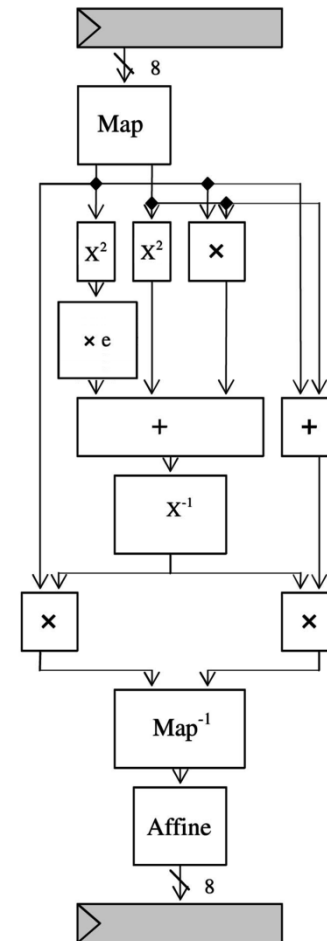 8
Map
X² X² ×
× e
+ +
X⁻¹
× ×
Map⁻¹
Affine
8